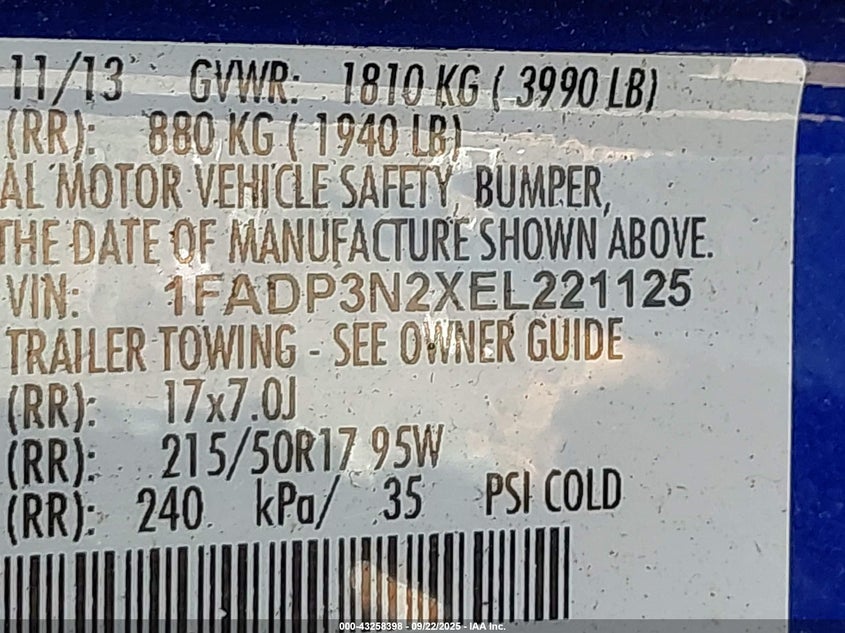 11/13 GVWR: 1810 KG ( 3990 LB)
(RR): 880 KG ( 1940 LB)
AL MOTOR VEHICLE SAFETY, BUMPER,
THE DATE OF MANUFACTURE SHOWN ABOVE.
VIN: 1FADP3N2XEL221125
TRAILER TOWING - SEE OWNER GUIDE
(RR): 17x7.0J
(RR): 215/50R17 95W
(RR): 240 kPa/ 35 PSI COLD
000-43258398 - 09/22/2025 - IAA Inc.